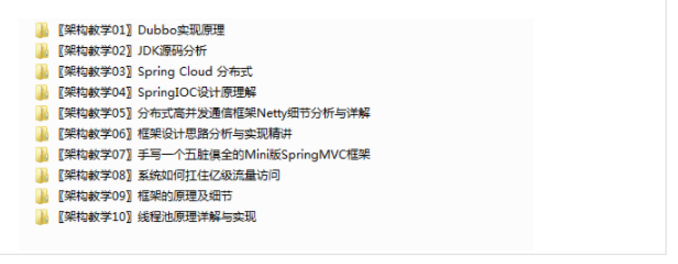 〖架构教学01〗Dubbo实现原理
〖架构教学02〗JDK源码分析
〖架构教学03〗Spring Cloud 分布式
〖架构教学04〗SpringIOC设计原理解
〖架构教学05〗分布式高并发通信框架Netty细节分析与详解
〖架构教学06〗框架设计思路分析与实现精讲
〖架构教学07〗手写一个五脏俱全的Mini版SpringMVC框架
〖架构教学08〗系统如何扛住亿级流量访问
〖架构教学09〗框架的原理及细节
〖架构教学10〗线程池原理详解与实现